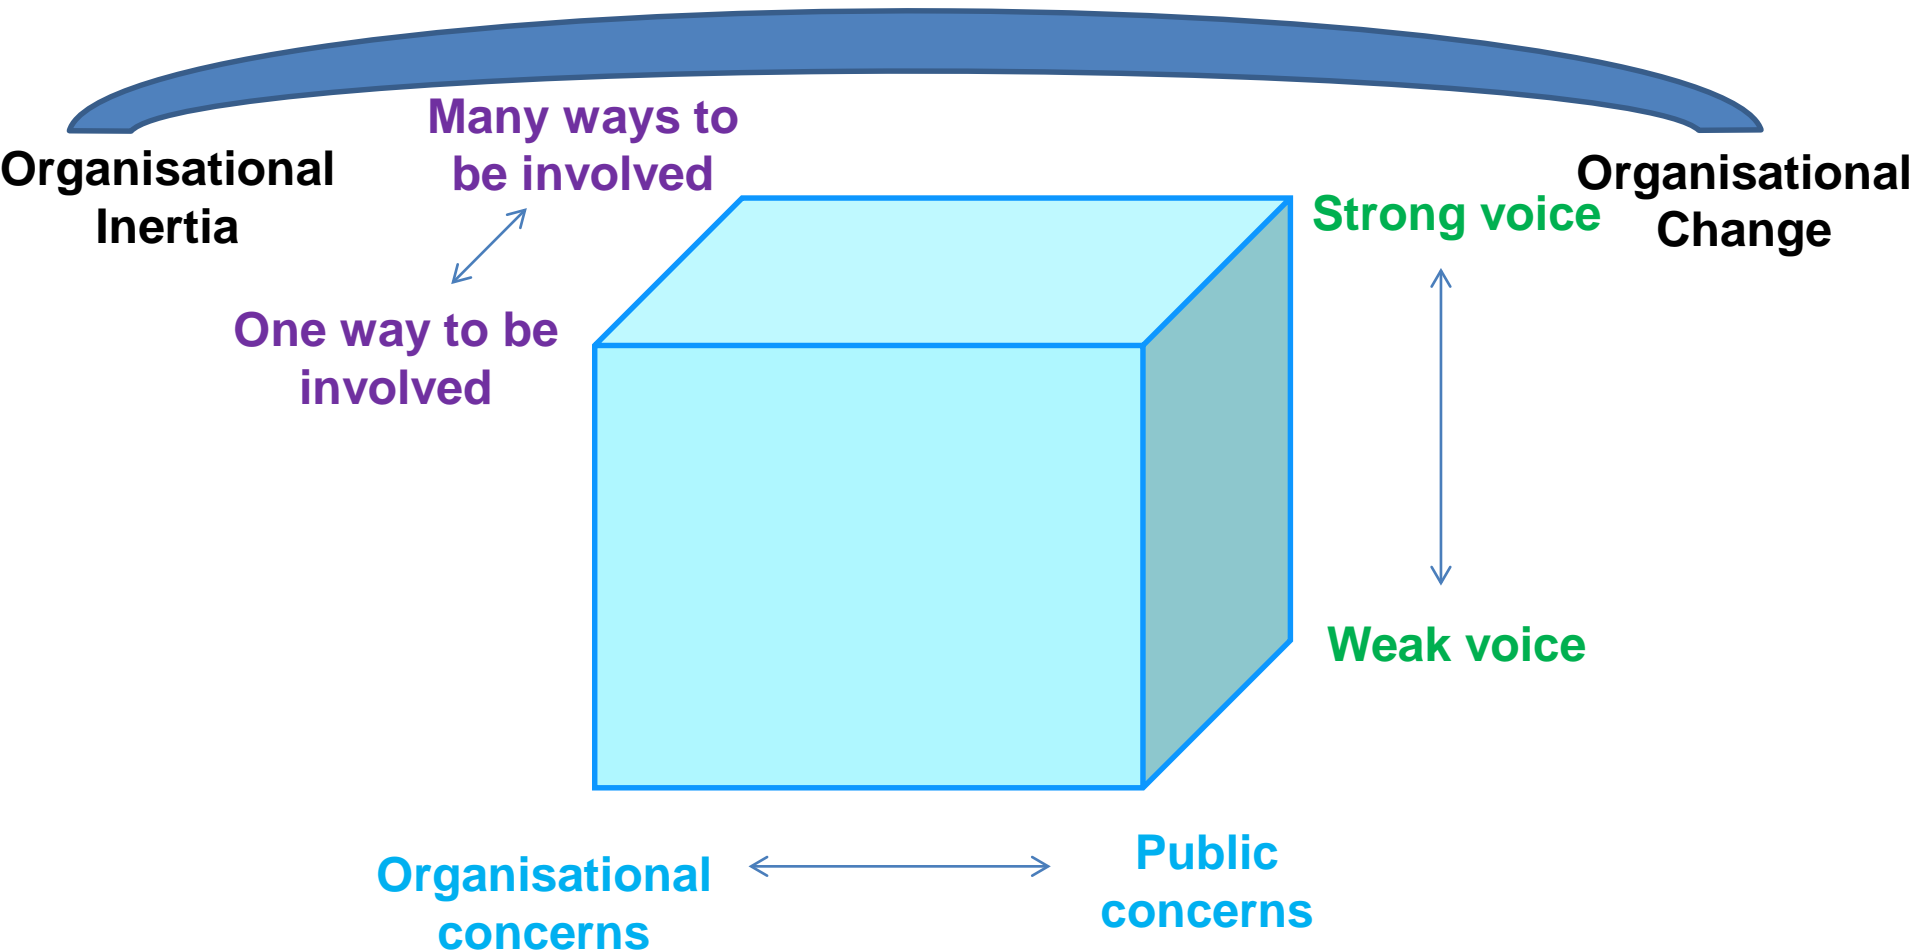 Many ways to
be involved
Organisational
Inertia
Organisational
Change
Strong voice
One way to be
involved
Weak voice
Organisational
concerns
Public
concerns